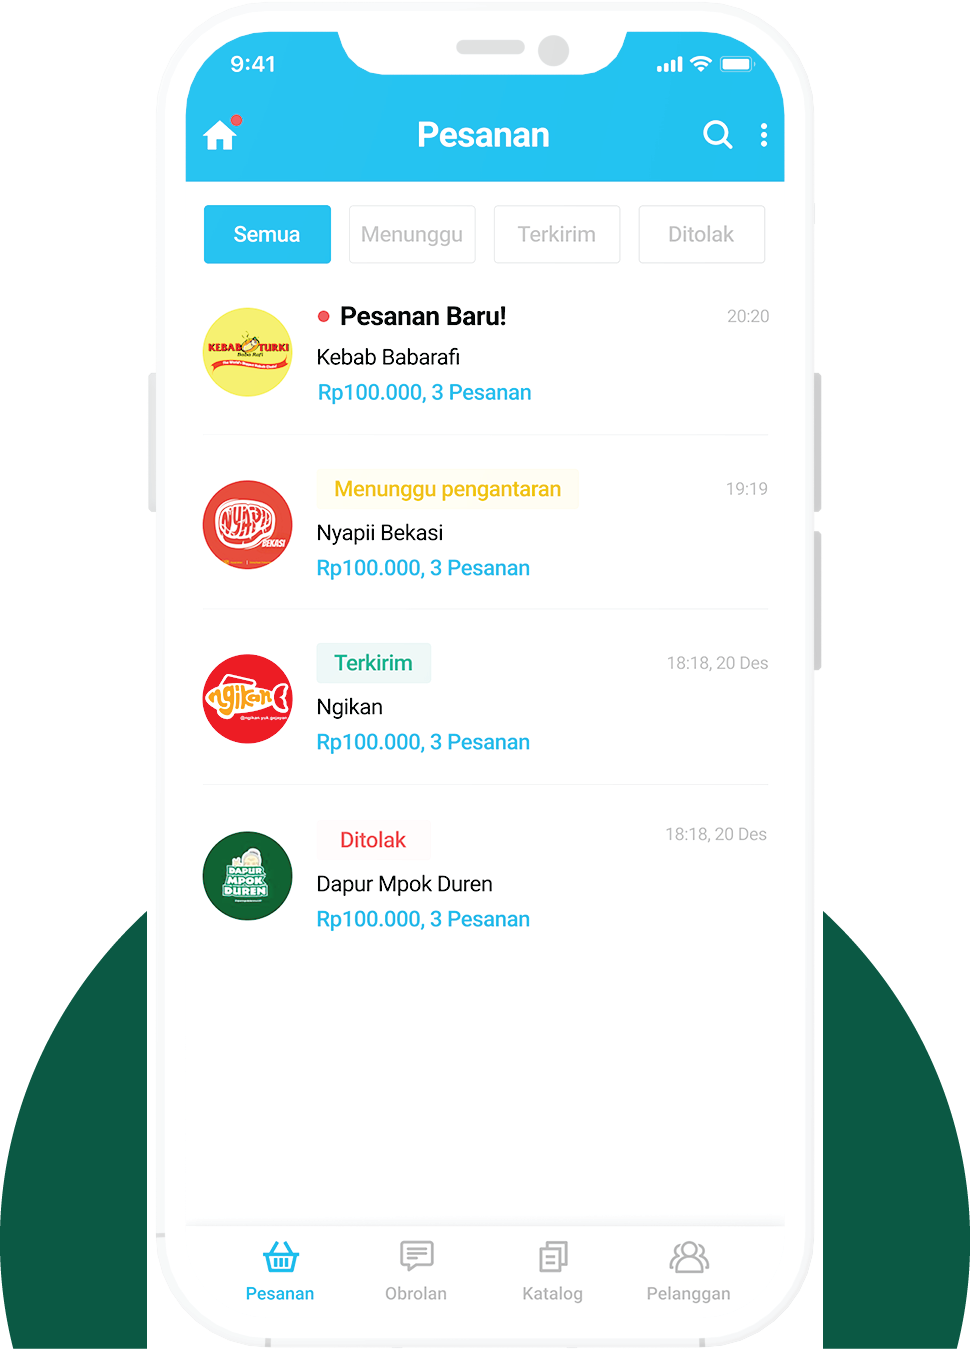 9:41
Pesanan
Semua
Menunggu
Terkirim
Ditolak
Pesanan Baru!
20:20
KEBAB TURKI
Baba Rafi
Kebab Babarafi
Rp100.000, 3 Pesanan
Menunggu pengantaran
19:19
NYAPII
BEKASI
Nyapii Bekasi
Rp100.000, 3 Pesanan
Terkirim
18:18, 20 Des
ngikan
Ngikan
Rp100.000, 3 Pesanan
Ditolak
18:18, 20 Des
DAPUR
MPOK
DUREN
Dapur Mpok Duren
Rp100.000, 3 Pesanan
Pesanan
Obrolan
Katalog
Pelanggan